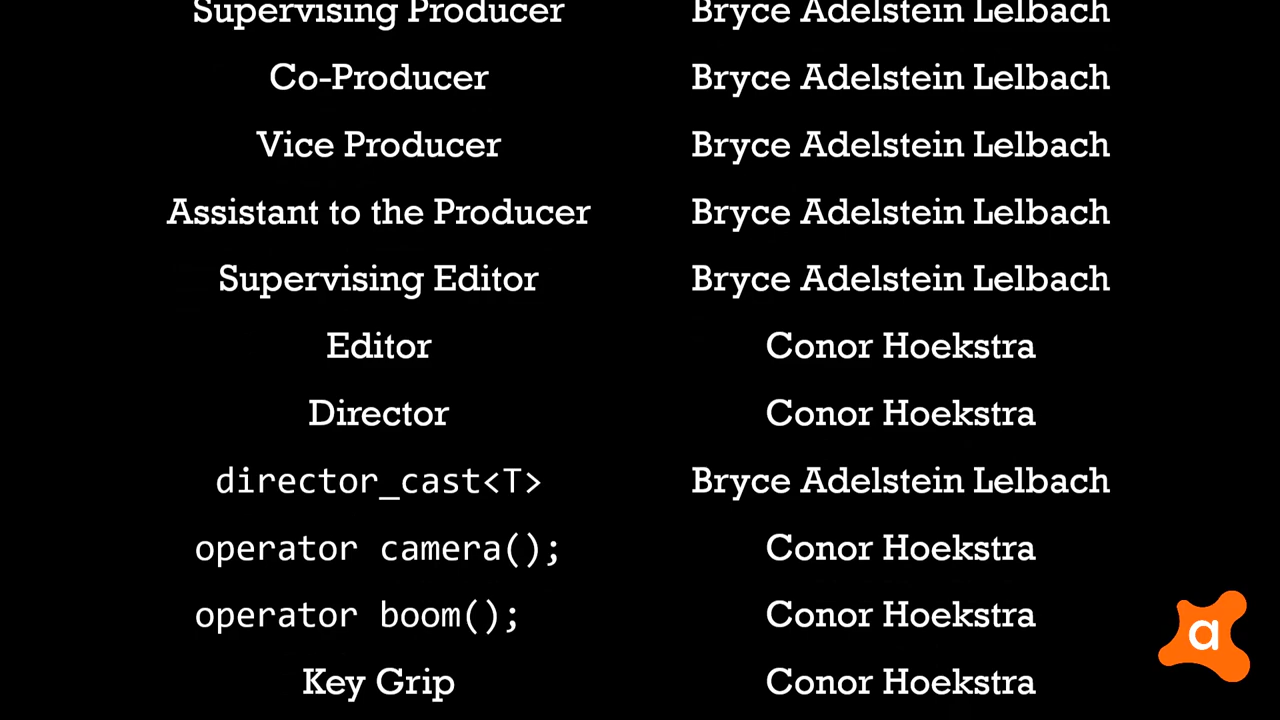 Supervising Producer Bryce Adelstein Lelbach
Co-Producer Bryce Adelstein Lelbach
Vice Producer Bryce Adelstein Lelbach
Assistant to the Producer Bryce Adelstein Lelbach
Supervising Editor Bryce Adelstein Lelbach
Editor Conor Hoekstra
Director Conor Hoekstra
director_cast<T> Bryce Adelstein Lelbach
operator camera(); Conor Hoekstra
operator boom(); Conor Hoekstra
Key Grip Conor Hoekstra
a